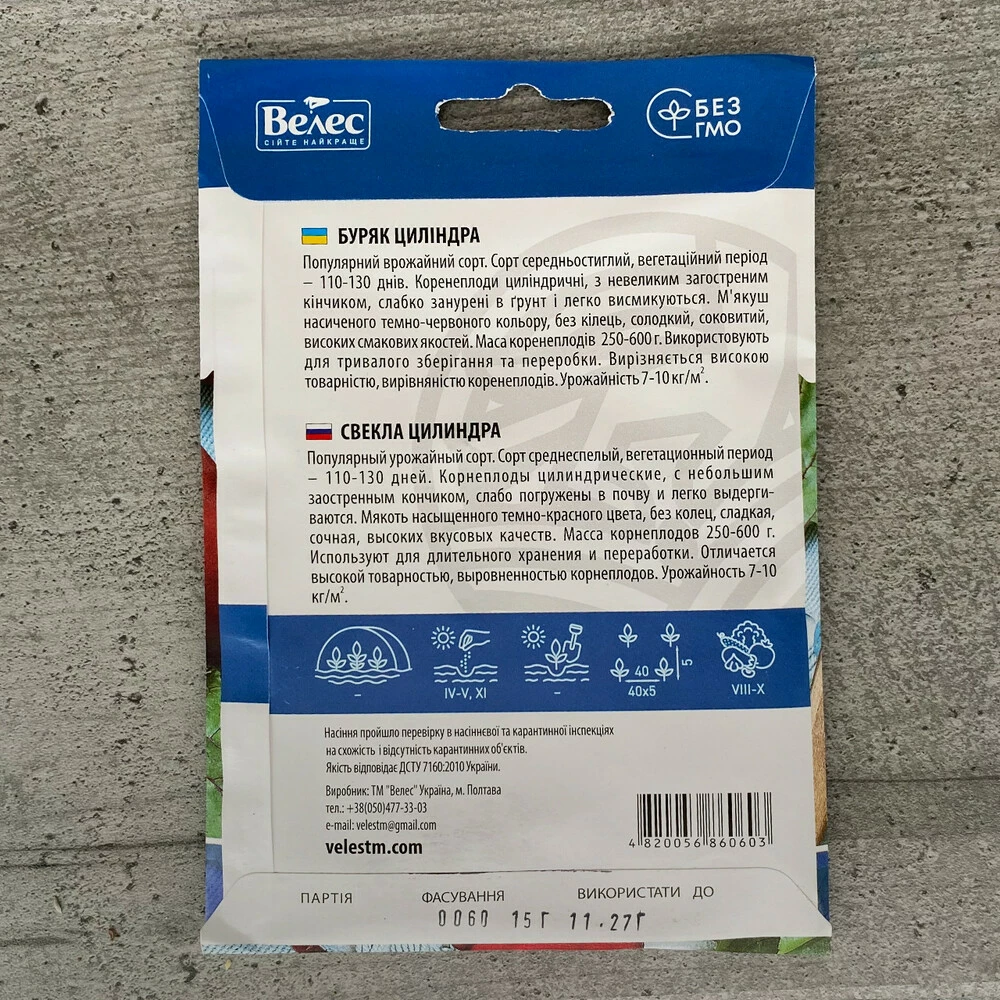 Велес
СІЙТЕ НАЙКРАЩЕ
БЕЗ
ГМО
БУРЯК ЦИЛІНДРА
Популярний врожайний сорт. Сорт середньостиглий, вегетаційний період
– 110-130 днів. Коренеплоди циліндричні, з невеликим загостреним
кінчиком, слабко занурені в ґрунт і легко висмикуються. М'якуш
насиченого темно-червоного кольору, без кілець, солодкий, соковитий,
високих смакових якостей. Маса коренеплодів 250-600 г. Використовують
для тривалого зберігання та переробки. Вирізняється високою
товарністю, вирівняністю коренеплодів. Урожайність 7-10 кг/м².
СВЕКЛА ЦИЛИНДРА
Популярный урожайный сорт. Сорт среднеспелый, вегетационный период
– 110-130 дней. Корнеплоды цилиндрические, с небольшим
заостренным кончиком, слабо погружены в почву и легко выдерги-
ваются. Мякоть насыщенного темно-красного цвета, без колец, сладкая,
сочная, высоких вкусовых качеств. Масса корнеплодов 250-600 г.
Используют для длительного хранения и переработки. Отличается
высокой товарностью, выровненностью корнеплодов. Урожайность 7-10
кг/м².
40
5
– IV-V, XI – 40x5 VIII-X
Насіння пройшло перевірку в насіннєвої та карантинної інспекціях
на схожість і відсутність карантинних об'єктів.
Якість відповідає ДСТУ 7160:2010 України.
Виробник: ТМ "Велес" Україна, м. Полтава
тел.: +38(050)477-33-03
e-mail: velestm@gmail.com
velestm.com
4 820056 860603
ПАРТІЯ ФАСУВАННЯ ВИКОРИСТАТИ ДО
0060 15Г 11.27Г